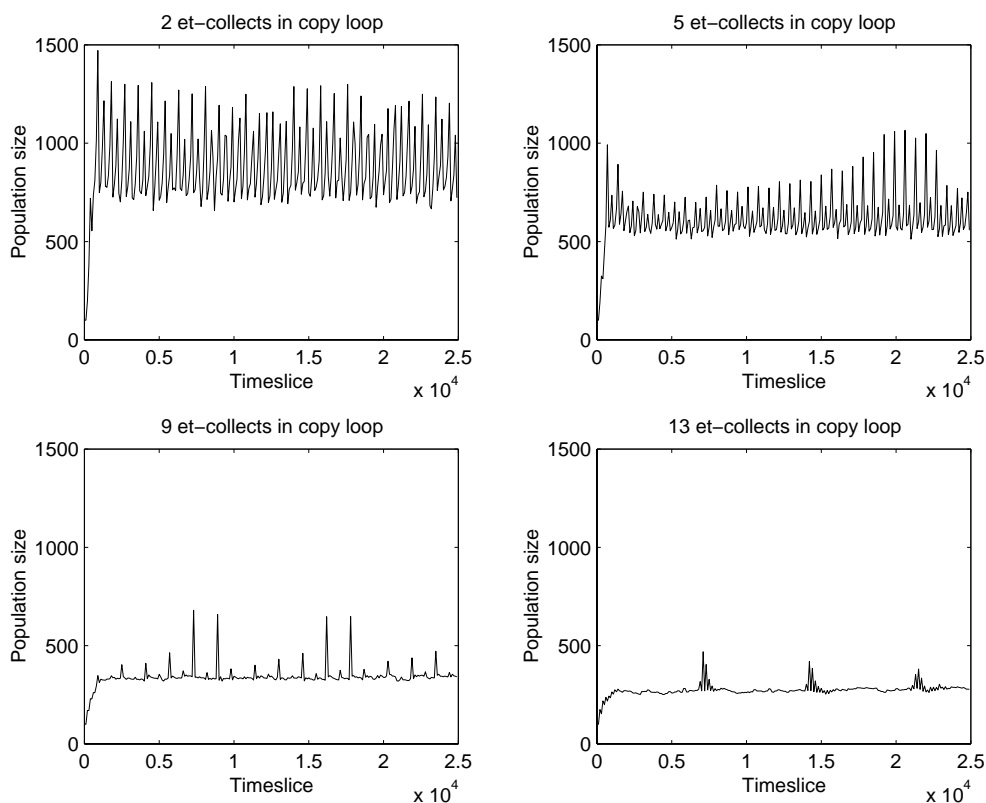 2 et−collects in copy loop
1500
1000
500
0
Population size
0 0.5 1 1.5 2 2.5
Timeslice
x 10^4
5 et−collects in copy loop
1500
1000
500
0
Population size
0 0.5 1 1.5 2 2.5
Timeslice
x 10^4
9 et−collects in copy loop
1500
1000
500
0
Population size
0 0.5 1 1.5 2 2.5
Timeslice
x 10^4
13 et−collects in copy loop
1500
1000
500
0
Population size
0 0.5 1 1.5 2 2.5
Timeslice
x 10^4